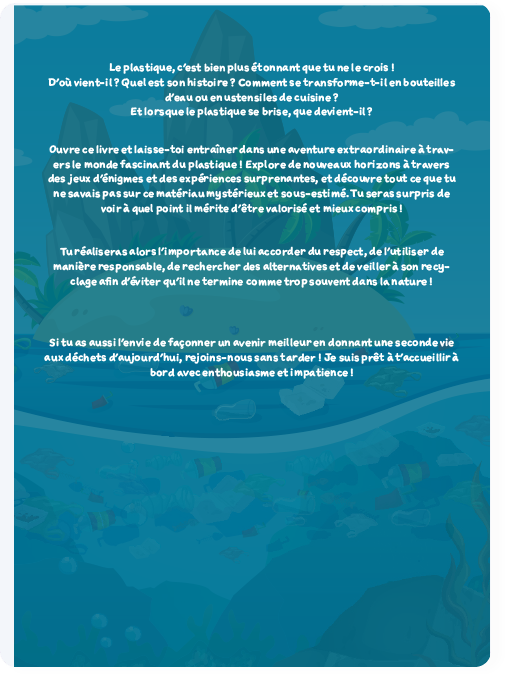 Le plastique, c'est bien plus étonnant que tu ne le crois !
D'où vient-il ? Quel est son histoire ? Comment se transforme-t-il en bouteilles
d'eau ou en ustensiles de cuisine ?
Et lorsque le plastique se brise, que devient-il ?
Ouvre ce livre et laisse-toi entraîner dans une aventure extraordinaire à trav-
ers le monde fascinant du plastique ! Explore de nouveaux horizons à travers
des jeux d'énigmes et des expériences surprenantes, et découvre tout ce que tu
ne savais pas sur ce matériau mystérieux et sous-estimé. Tu seras surpris de
voir à quel point il mérite d'être valorisé et mieux compris !
Tu réaliseras alors l'importance de lui accorder du respect, de l'utiliser de
manière responsable, de rechercher des alternatives et de veiller à son recy-
clage afin d'éviter qu'il ne termine comme trop souvent dans la nature !
Si tu as aussi l'envie de façonner un avenir meilleur en donnant une seconde vie
aux déchets d'aujourd'hui, rejoins-nous sans tarder ! Je suis prêt à t'accueillir à
bord avec enthousiasme et impatience !